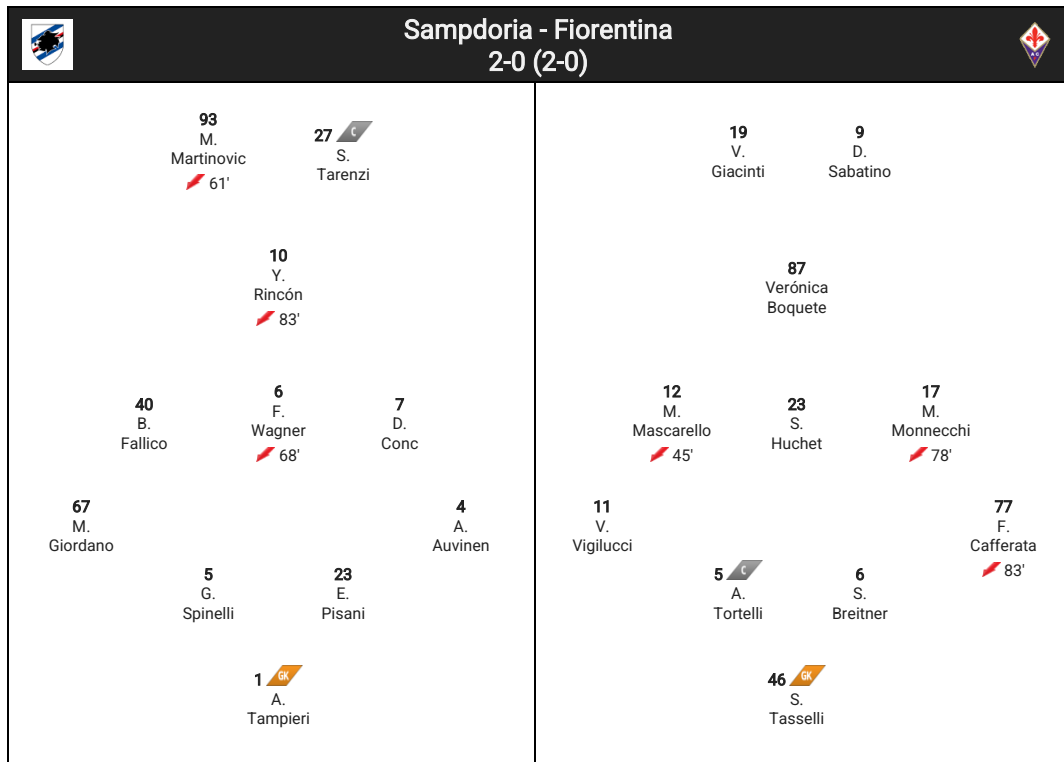 Sampdoria - Fiorentina
2-0 (2-0)
93
M.
Martinovic
61'
27 C
S.
Tarenzi
10
Y.
Rincón
83'
40
B.
Fallico
6
F.
Wagner
68'
7
D.
Conc
67
M.
Giordano
4
A.
Auvinen
5
G.
Spinelli
23
E.
Pisani
1 GK
A.
Tampieri
19
V.
Giacinti
9
D.
Sabatino
87
Verónica
Boquete
12
M.
Mascarello
45'
23
S.
Huchet
17
M.
Monnecchi
78'
11
V.
Vigilucci
77
F.
Cafferata
83'
5 C
A.
Tortelli
6
S.
Breitner
46 GK
S.
Tasselli